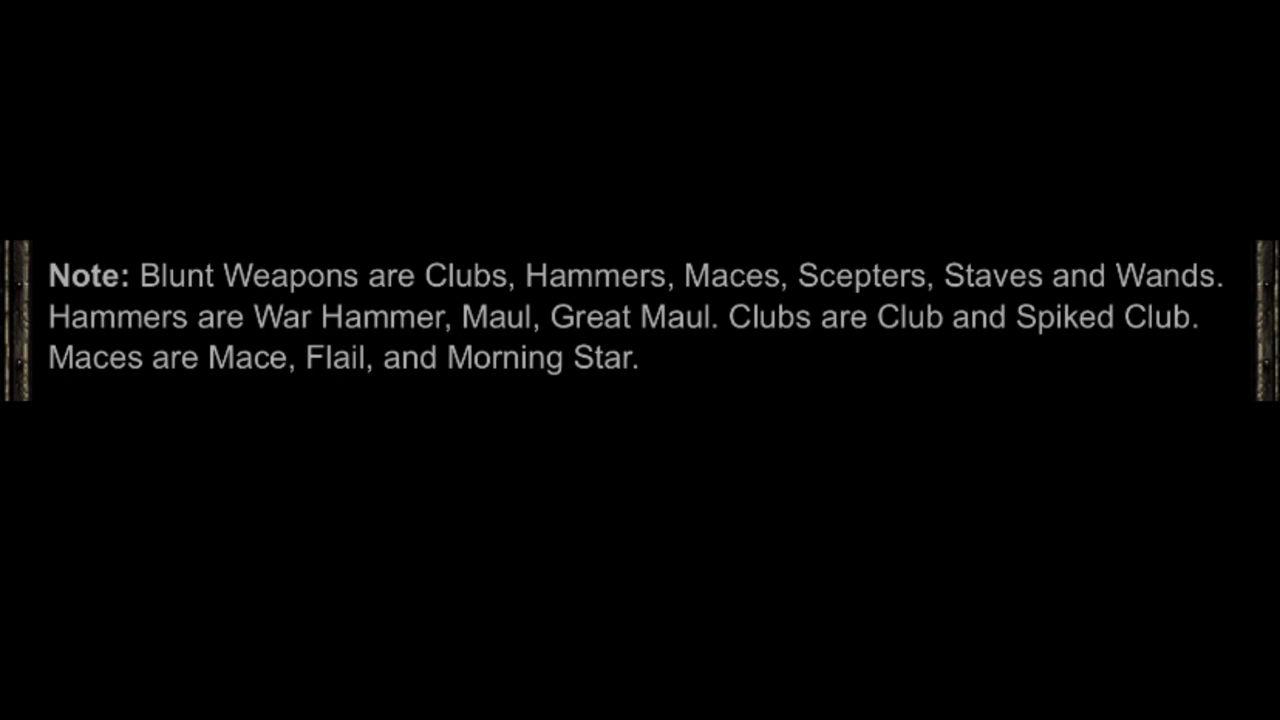 Note: Blunt Weapons are Clubs, Hammers, Maces, Scepters, Staves and Wands.
Hammers are War Hammer, Maul, Great Maul. Clubs are Club and Spiked Club.
Maces are Mace, Flail, and Morning Star.